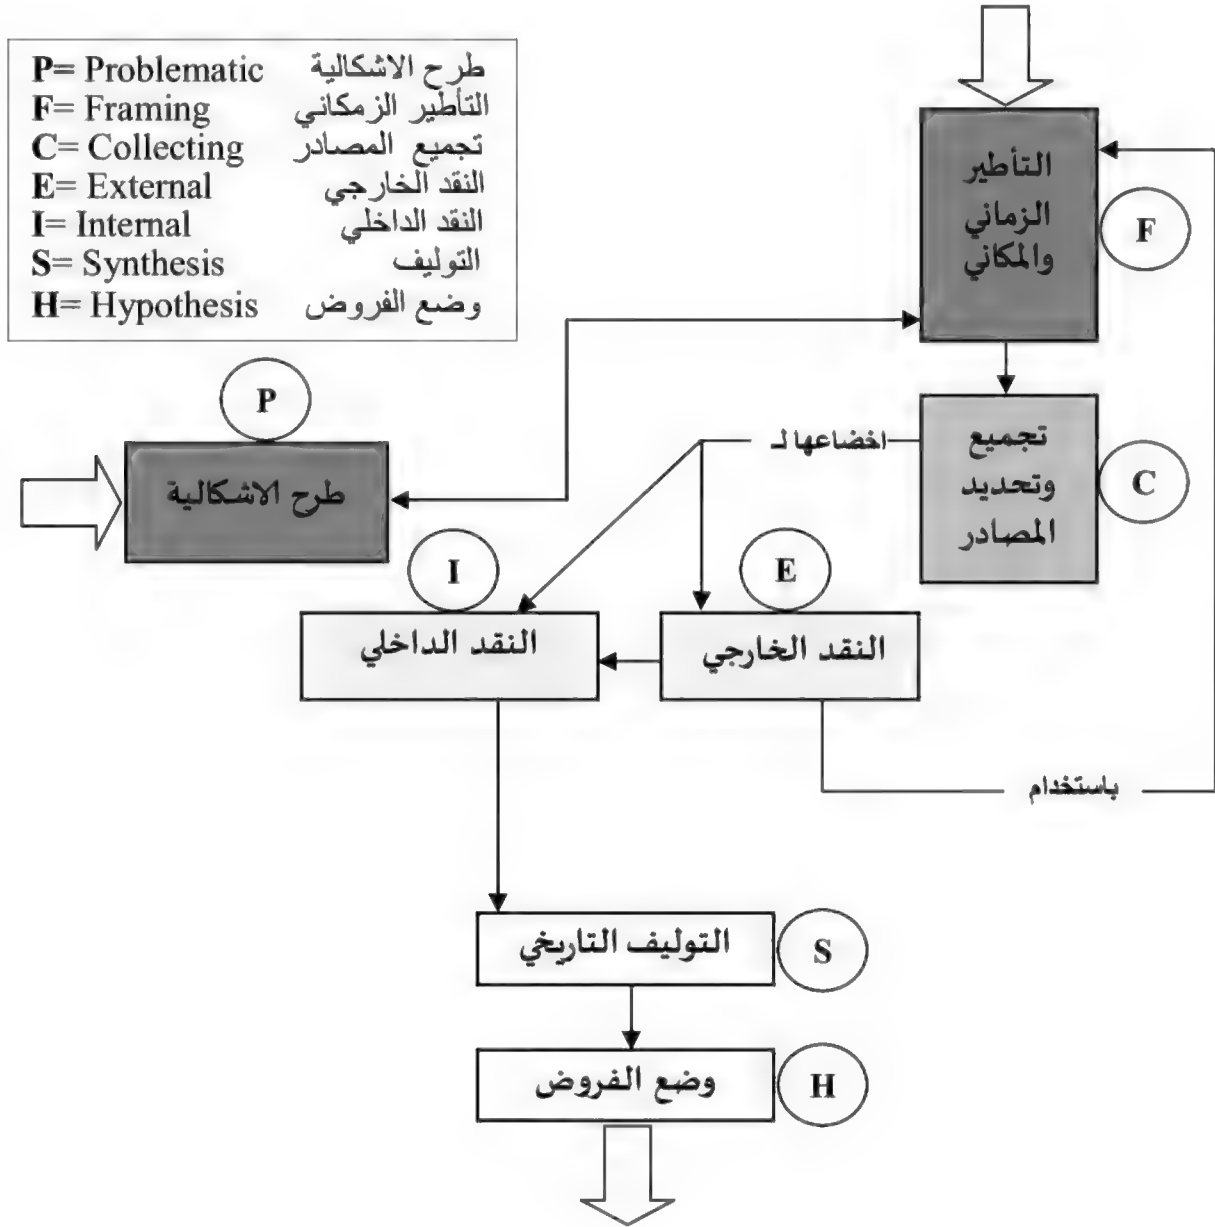 P= Problematic طرح الاشكالية
F= Framing التأطير الزمكاني
C= Collecting تجميع المصادر
E= External النقد الخارجي
I= Internal النقد الداخلي
S= Synthesis التوليف
H= Hypothesis وضع الفروض
التأطير
الزماني
والمكاني
F
P
طرح الاشكالية
اخضاعها لـ
تجميع
وتحديد
المصادر
C
I
E
النقد الداخلي
النقد الخارجي
باستخدام
التوليف التاريخي
S
وضع الفروض
H